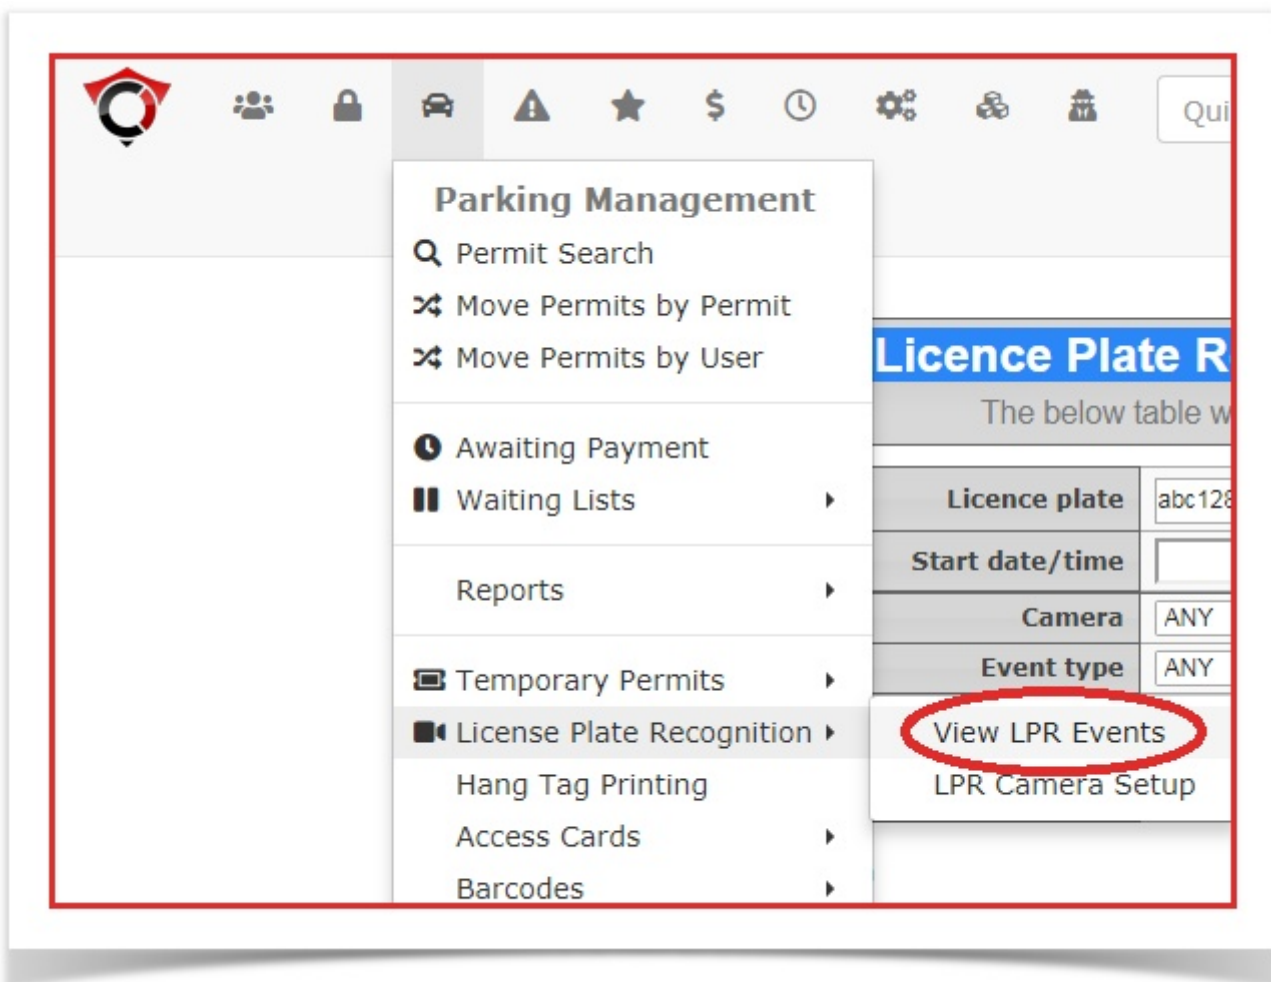 Qui
Parking Management
Permit Search
Move Permits by Permit
Move Permits by User
Awaiting Payment
Waiting Lists
Reports
Temporary Permits
License Plate Recognition
Hang Tag Printing
Access Cards
Barcodes
Licence Plate R
The below table w
Licence plate abc128
Start date/time
Camera ANY
Event type ANY
View LPR Events
LPR Camera Setup